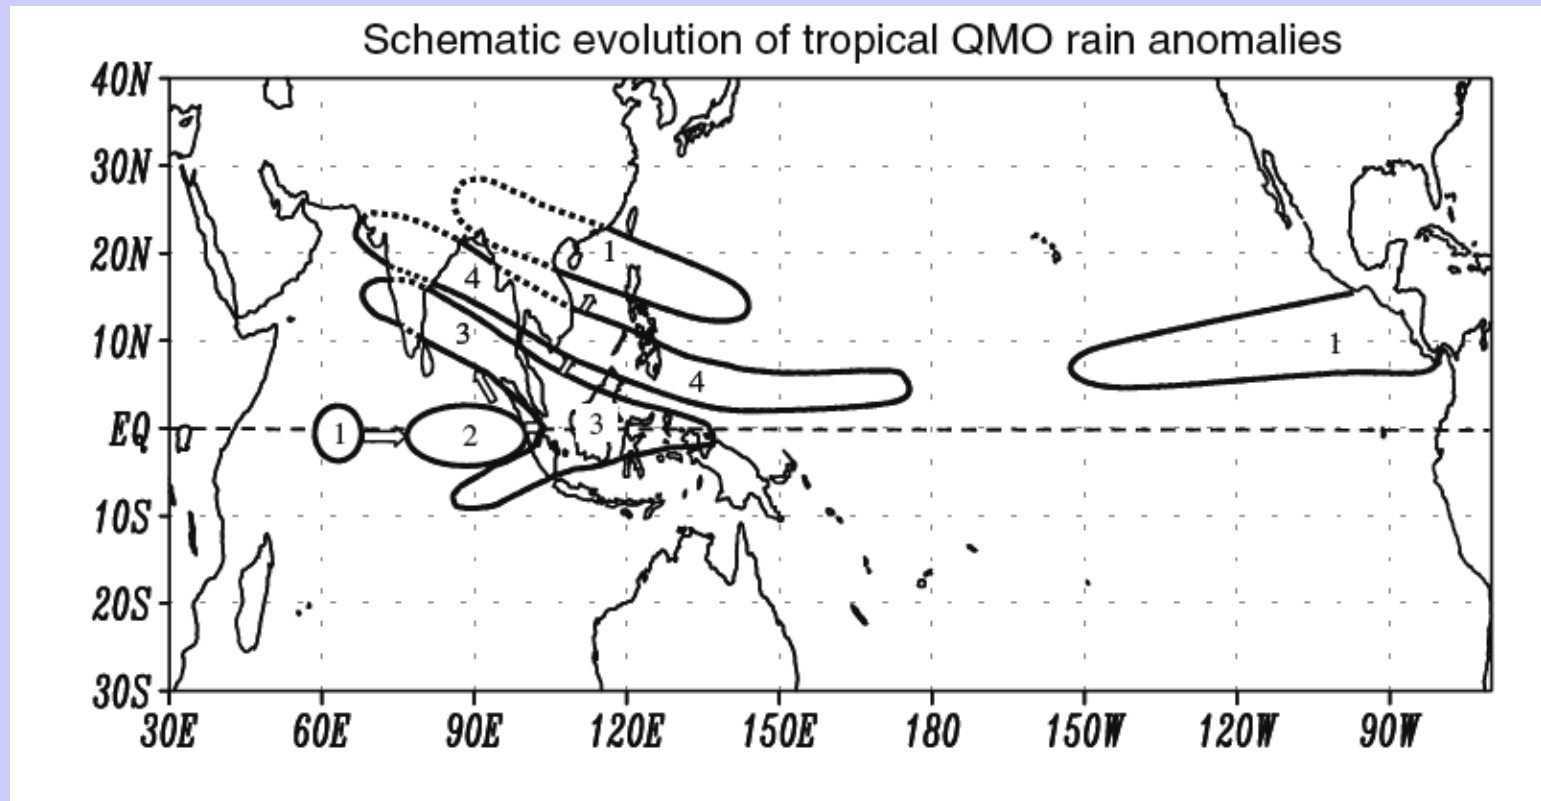 Schematic evolution of tropical QMO rain anomalies
40N
30N
20N
10N
EQ
10S
20S
30S
1
4
3
1
4
3
1
2
30E
60E
90E
120E
150E
180
150W
120W
90W